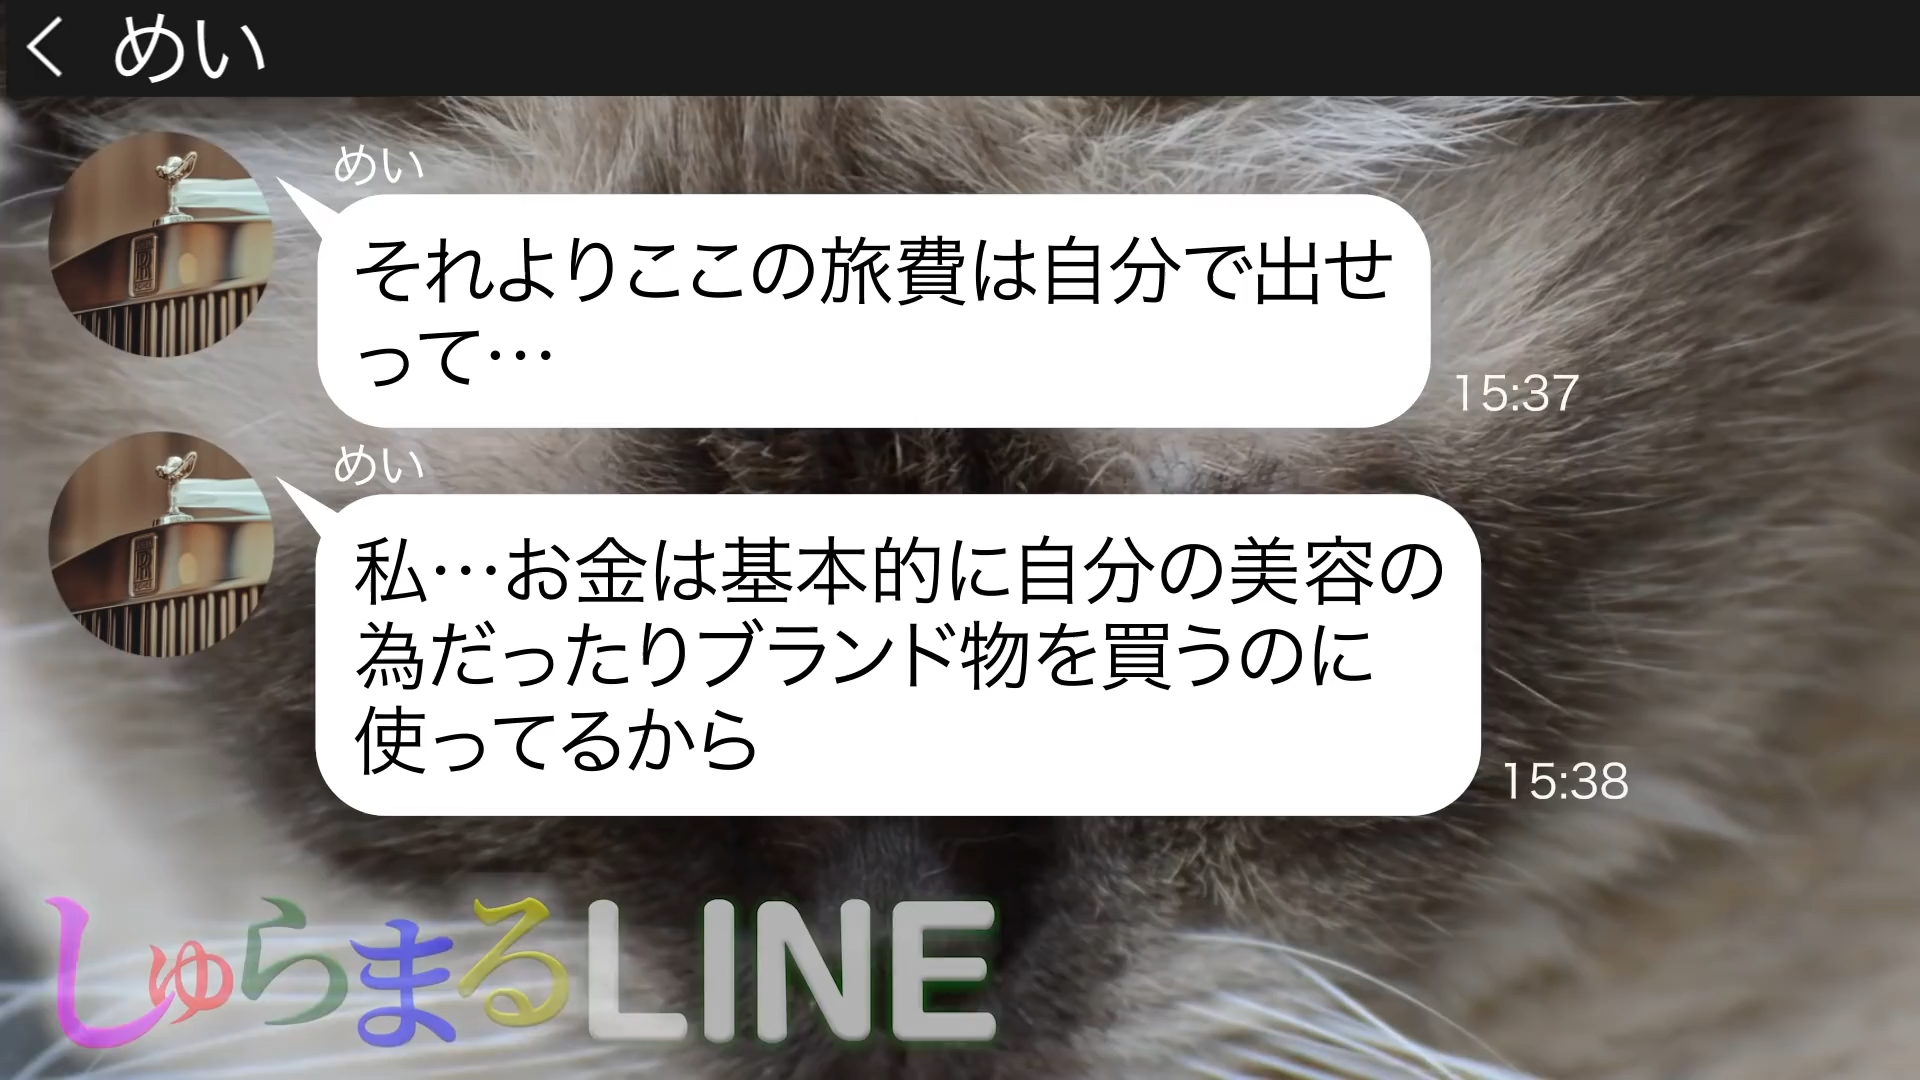 めい
めい
それよりここの旅費は自分で出せ
って…
15:37
めい
私…お金は基本的に自分の美容の
為だったりブランド物を買うのに
使ってるから
15:38
しゅらまるLINE